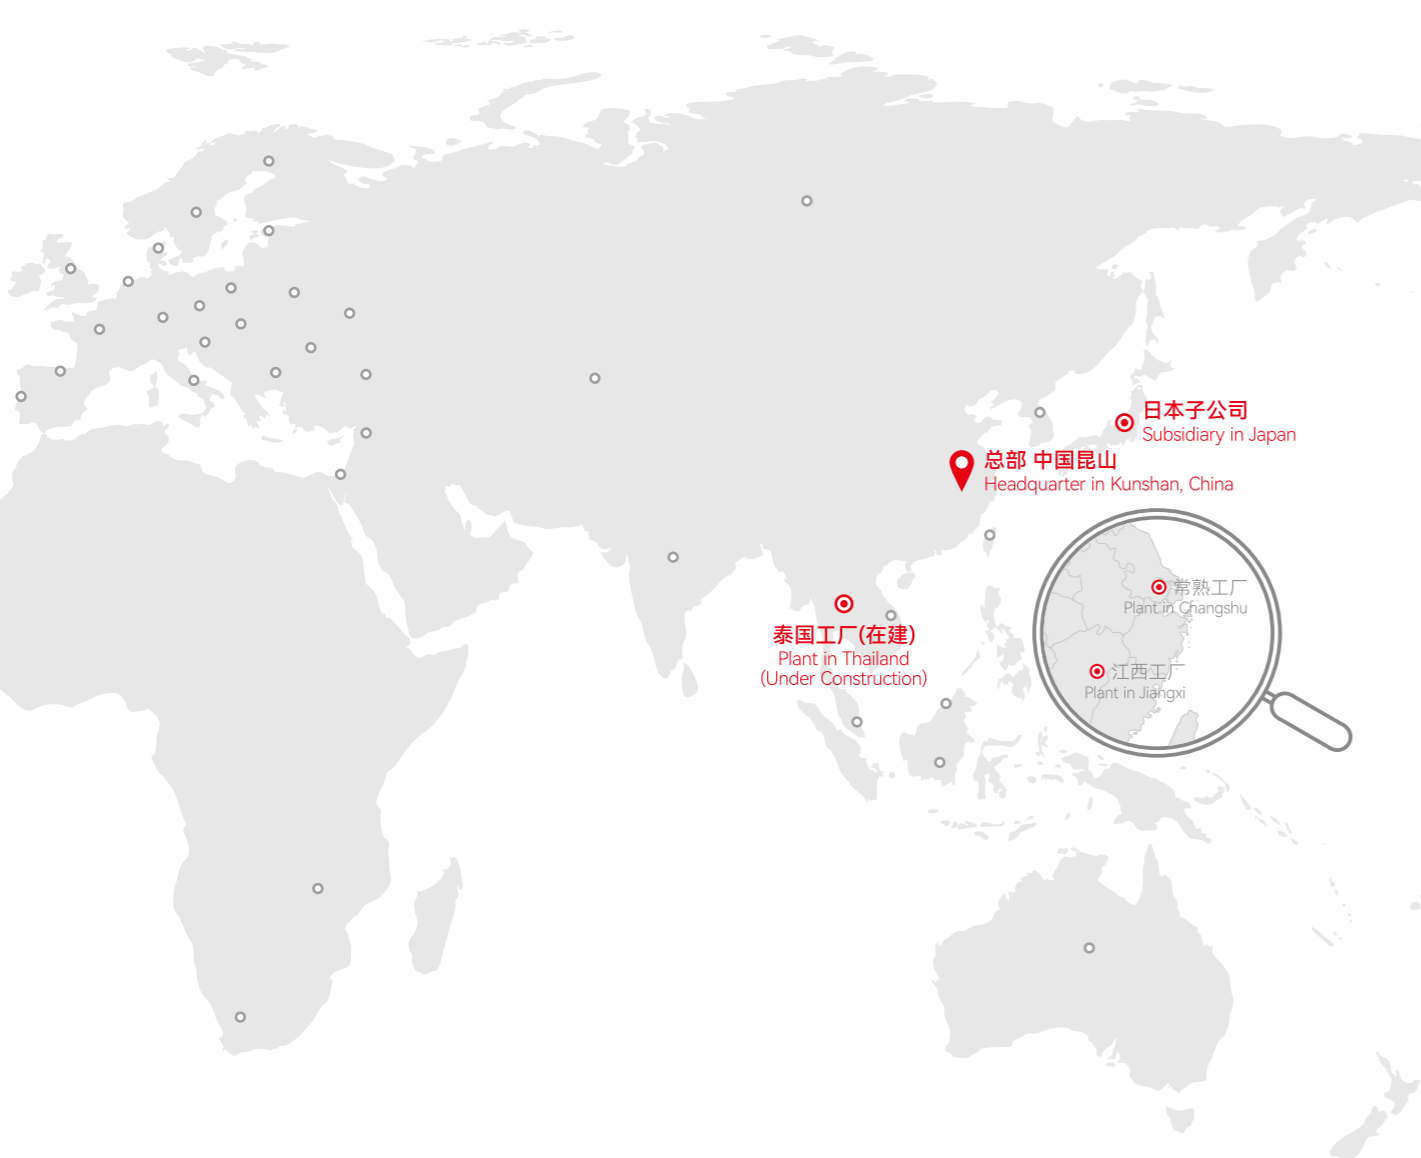 日本子公司
Subsidiary in Japan
总部 中国昆山
Headquarter in Kunshan, China
常熟工厂
Plant in Changshu
泰国工厂(在建)
Plant in Thailand
(Under Construction)
江西工厂
Plant in Jiangxi